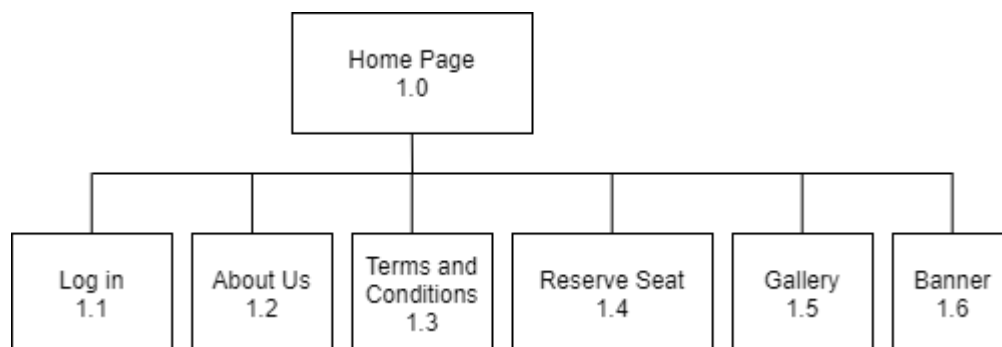 Home Page
1.0
Log in
1.1
About Us
1.2
Terms and
Conditions
1.3
Reserve Seat
1.4
Gallery
1.5
Banner
1.6